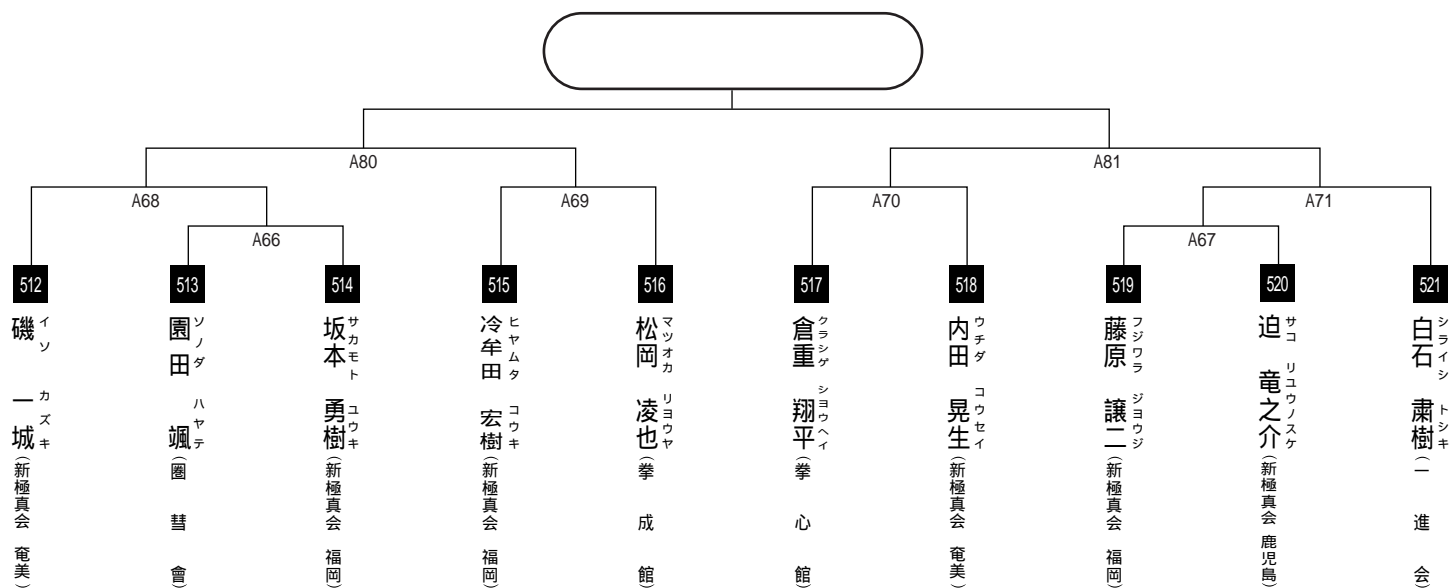 A80
A81
A68
A69
A70
A71
A66
A67
512
磯 一城
イソ カズキ
(新極真会 奄美)
513
園田 颯
ソノダ ハヤテ
(圏彗會)
514
坂本 勇樹
サカモト ユウキ
(新極真会 福岡)
515
冷牟田 宏樹
ヒヤムタ コウキ
(新極真会 福岡)
516
松岡 凌也
マツオカ リヨウヤ
(拳成館)
517
倉重 翔平
クラシゲ シヨウヘイ
(拳心館)
518
内田 晃生
ウチダ コウセイ
(新極真会 奄美)
519
藤原 譲二
フジワラ ジヨウジ
(新極真会 福岡)
520
迫 竜之介
サコ リユウノスケ
(新極真会 鹿児島)
521
白石 粛樹
シライシ トシキ
(一進会)